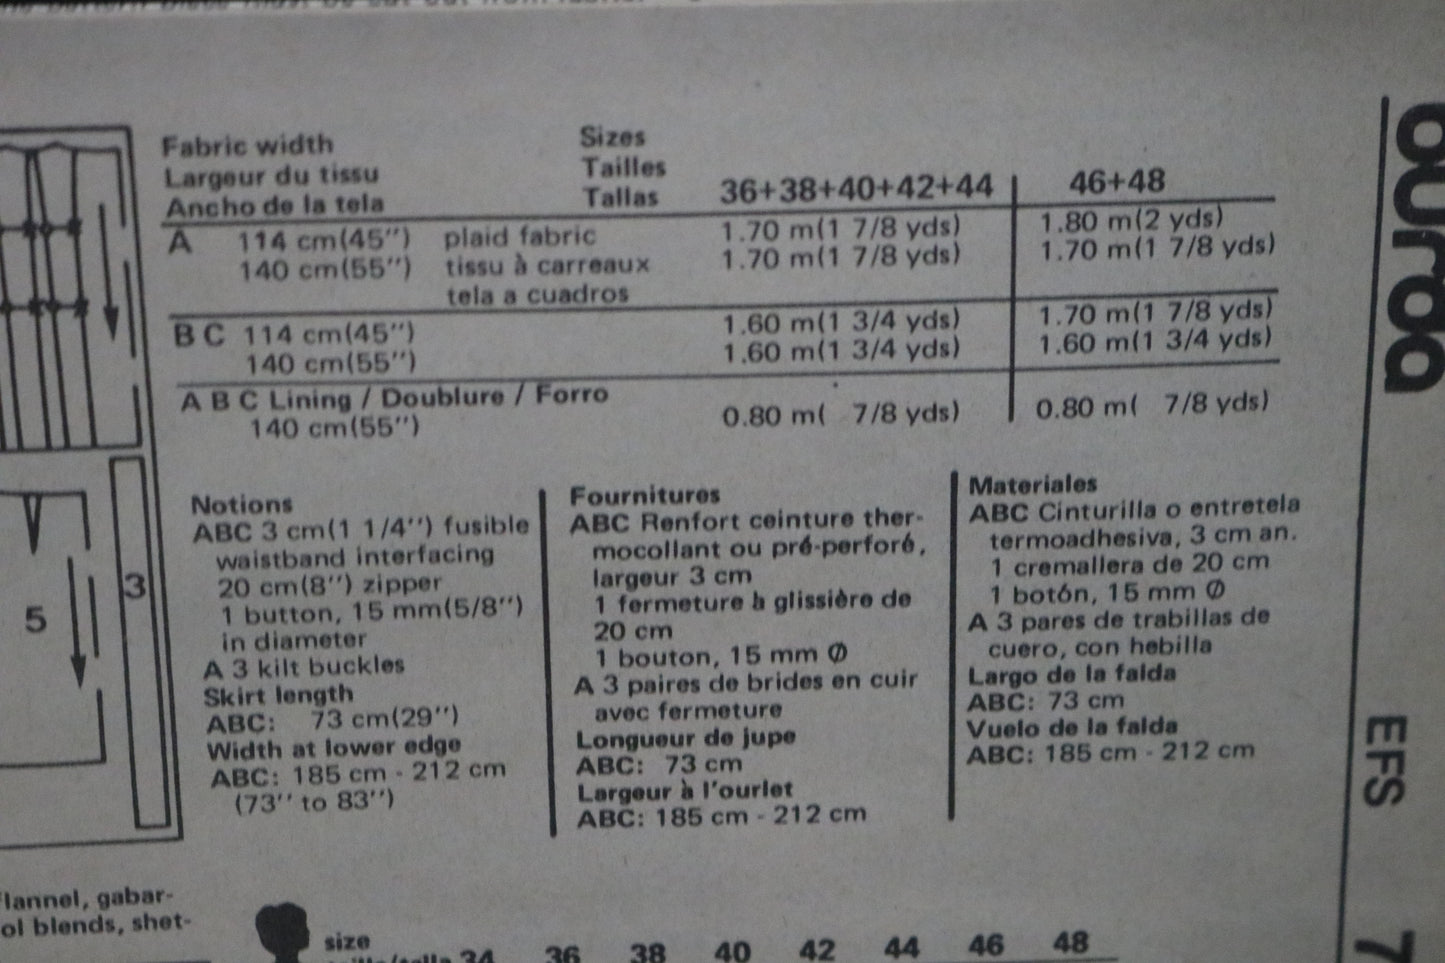 Fabric width Sizes
Largeur du tissu Tailles
Ancho de la tela Tallas 36+38+40+42+44 46+48
A 114 cm(45'') plaid fabric 1.70 m(1 7/8 yds) 1.80 m(2 yds)
140 cm(55'') tissu à carreaux 1.70 m(1 7/8 yds) 1.70 m(1 7/8 yds)
tela a cuadros
B C 114 cm(45'') 1.60 m(1 3/4 yds) 1.70 m(1 7/8 yds)
140 cm(55'') 1.60 m(1 3/4 yds) 1.60 m(1 3/4 yds)
A B C Lining / Doublure / Forro
140 cm(55'') 0.80 m( 7/8 yds) 0.80 m( 7/8 yds)
Notions
ABC 3 cm(1 1/4'') fusible
waistband interfacing
20 cm(8'') zipper
1 button, 15 mm(5/8'')
in diameter
A 3 kilt buckles
Skirt length
ABC: 73 cm(29'')
Width at lower edge
ABC: 185 cm - 212 cm
(73'' to 83'')
Fournitures
ABC Renfort ceinture ther-
mocollant ou pré-perforé,
largeur 3 cm
1 fermeture à glissière de
20 cm
1 bouton, 15 mm Ø
A 3 paires de brides en cuir
avec fermeture
Longueur de jupe
ABC: 73 cm
Largeur à l'ourlet
ABC: 185 cm - 212 cm
Materiales
ABC Cinturilla o entretela
termoadhesiva, 3 cm an.
1 cremallera de 20 cm
1 botón, 15 mm Ø
A 3 pares de trabillas de
cuero, con hebilla
Largo de la falda
ABC: 73 cm
Vuelo de la falda
ABC: 185 cm - 212 cm
3
5
flannel, gabar-
ol blends, shet-
size
34 36 38 40 42 44 46 48
burda
EFS
7